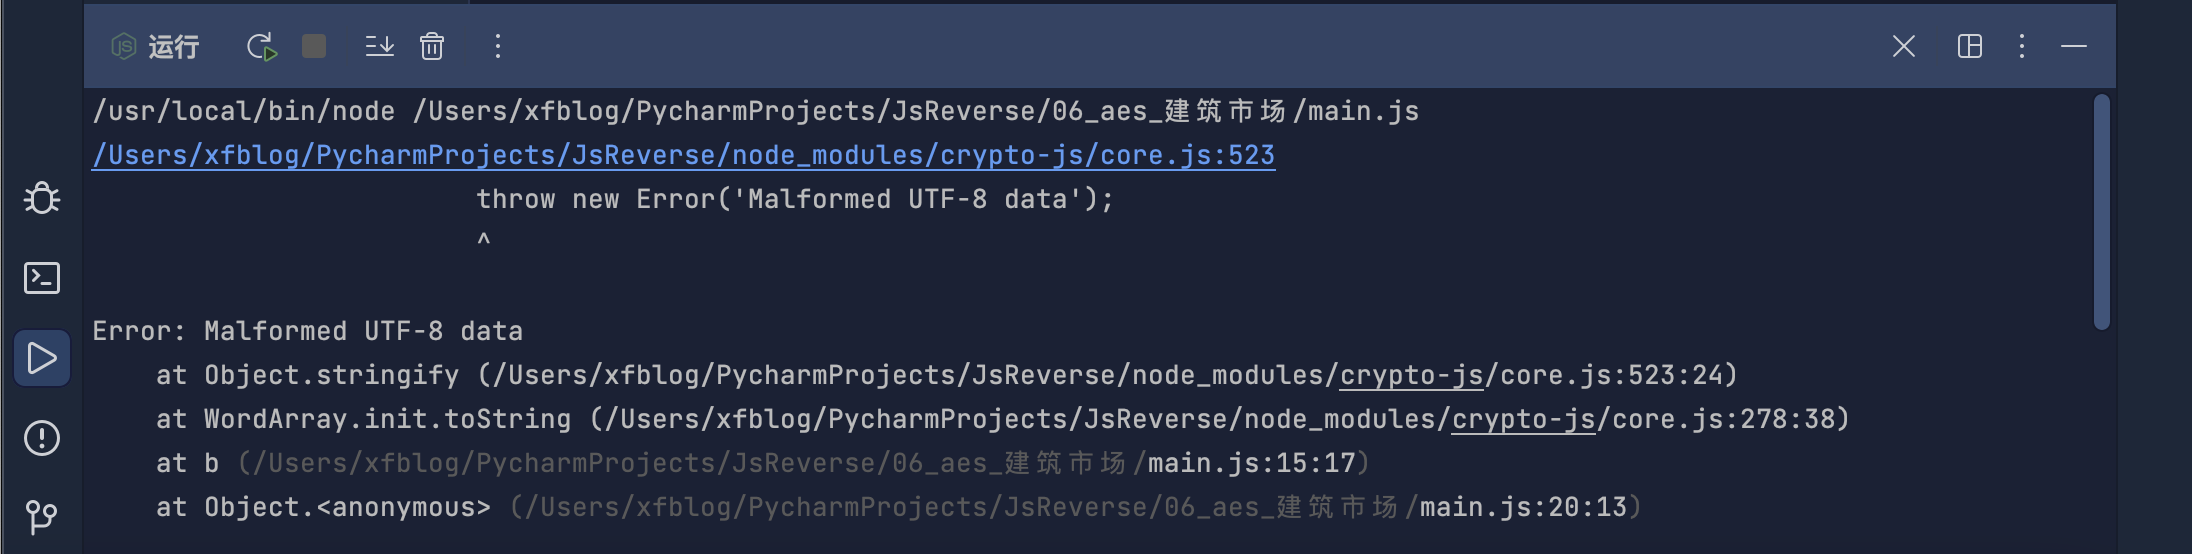 JS 运行
/usr/local/bin/node /Users/xfblog/PycharmProjects/JsReverse/06_aes_建筑市场/main.js
/Users/xfblog/PycharmProjects/JsReverse/node_modules/crypto-js/core.js:523
throw new Error('Malformed UTF-8 data');
^
Error: Malformed UTF-8 data
at Object.stringify (/Users/xfblog/PycharmProjects/JsReverse/node_modules/crypto-js/core.js:523:24)
at WordArray.init.toString (/Users/xfblog/PycharmProjects/JsReverse/node_modules/crypto-js/core.js:278:38)
at b (/Users/xfblog/PycharmProjects/JsReverse/06_aes_建筑市场/main.js:15:17)
at Object.<anonymous> (/Users/xfblog/PycharmProjects/JsReverse/06_aes_建筑市场/main.js:20:13)